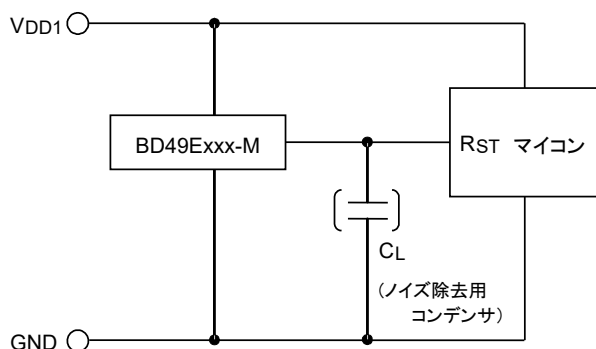 VDD1
BD49Exxx-M
RST マイコン
CL
(ノイズ除去用
コンデンサ)
GND